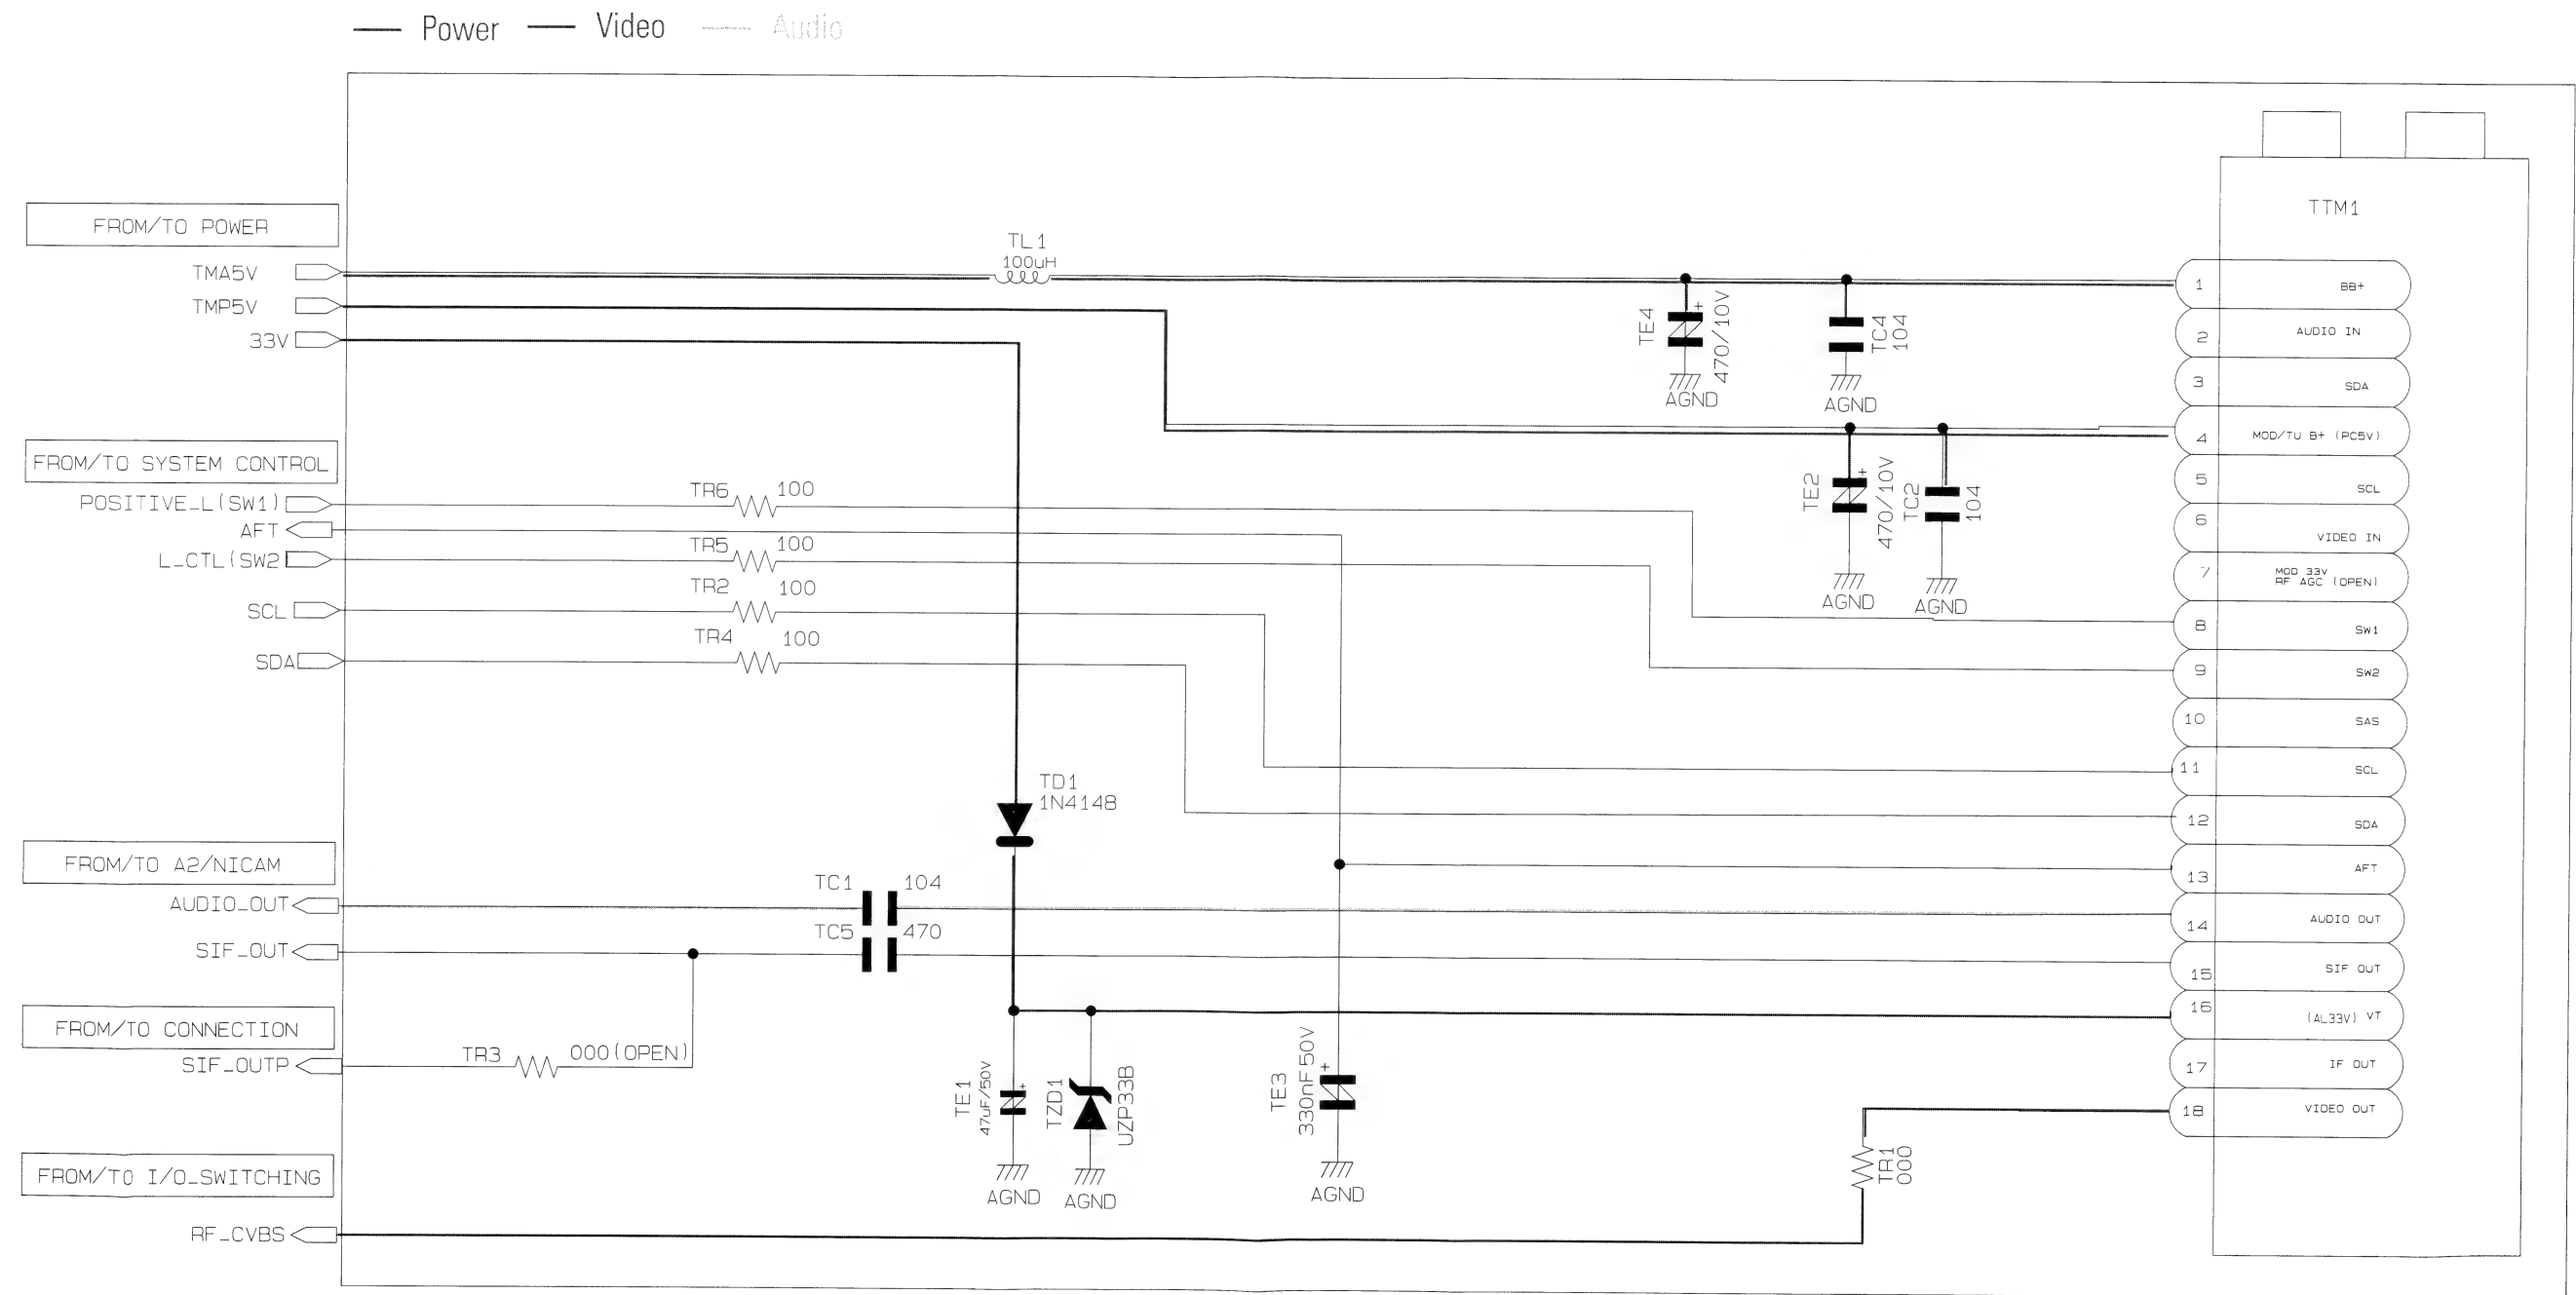 Power Video Audio
FROM/TO POWER
TMA5V
TMP5V
33V
FROM/TO SYSTEM CONTROL
POSITIVE_L(SW1)
AFT
L_CTL(SW2
SCL
SDA
FROM/TO A2/NICAM
AUDIO_OUT
SIF_OUT
FROM/TO CONNECTION
SIF_OUTP
FROM/TO I/O_SWITCHING
RF_CVBS
TL1
100uH
TR6 100
TR5 100
TR2 100
TR4 100
TD1
1N4148
TC1 104
TC5 470
TR3 000(OPEN)
TE1
47uF/50V
+
AGND
TZD1
UZP33B
AGND
TE3
330nF50V
+
AGND
TE4
470/10V
+
AGND
TC4
104
AGND
TE2
470/10V
+
AGND
TC2
104
AGND
TR1
000
TTM1
1 BB+
2 AUDIO IN
3 SDA
4 MOD/TU B+ (PC5V)
5 SCL
6 VIDEO IN
7 MOD 33V
RF AGC (OPEN)
8 SW1
9 SW2
10 SAS
11 SCL
12 SDA
13 AFT
14 AUDIO OUT
15 SIF OUT
16 (AL33V) VT
17 IF OUT
18 VIDEO OUT